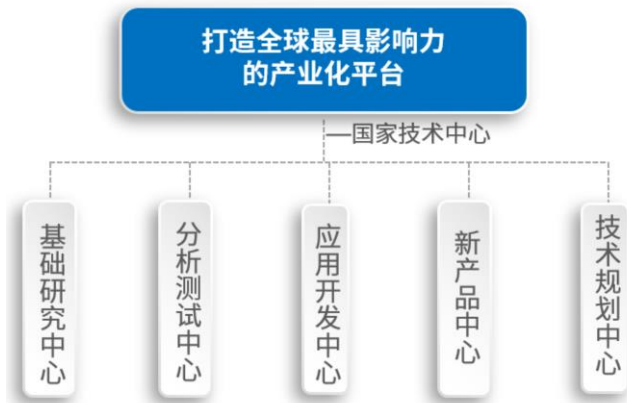 打造全球最具影响力
的产业化平台
—国家技术中心
基础研究中心
分析测试中心
应用开发中心
新产品中心
技术规划中心